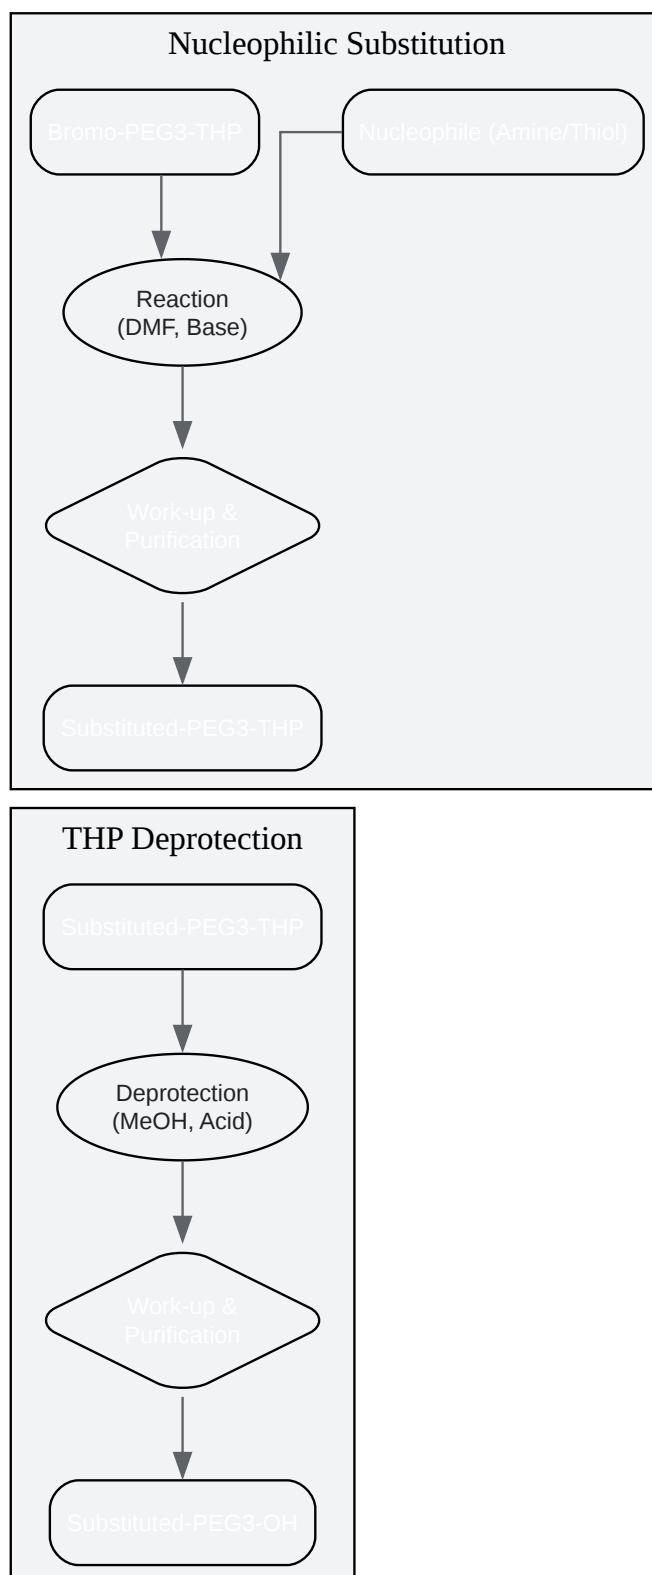 Nucleophilic Substitution
Bromo-PEG3-THP
Nucleophile (Amine/Thiol)
Reaction
(DMF, Base)
Work-up &
Purification
Substituted-PEG3-THP
THP Deprotection
Substituted-PEG3-THP
Deprotection
(MeOH, Acid)
Work-up &
Purification
Substituted-PEG3-OH